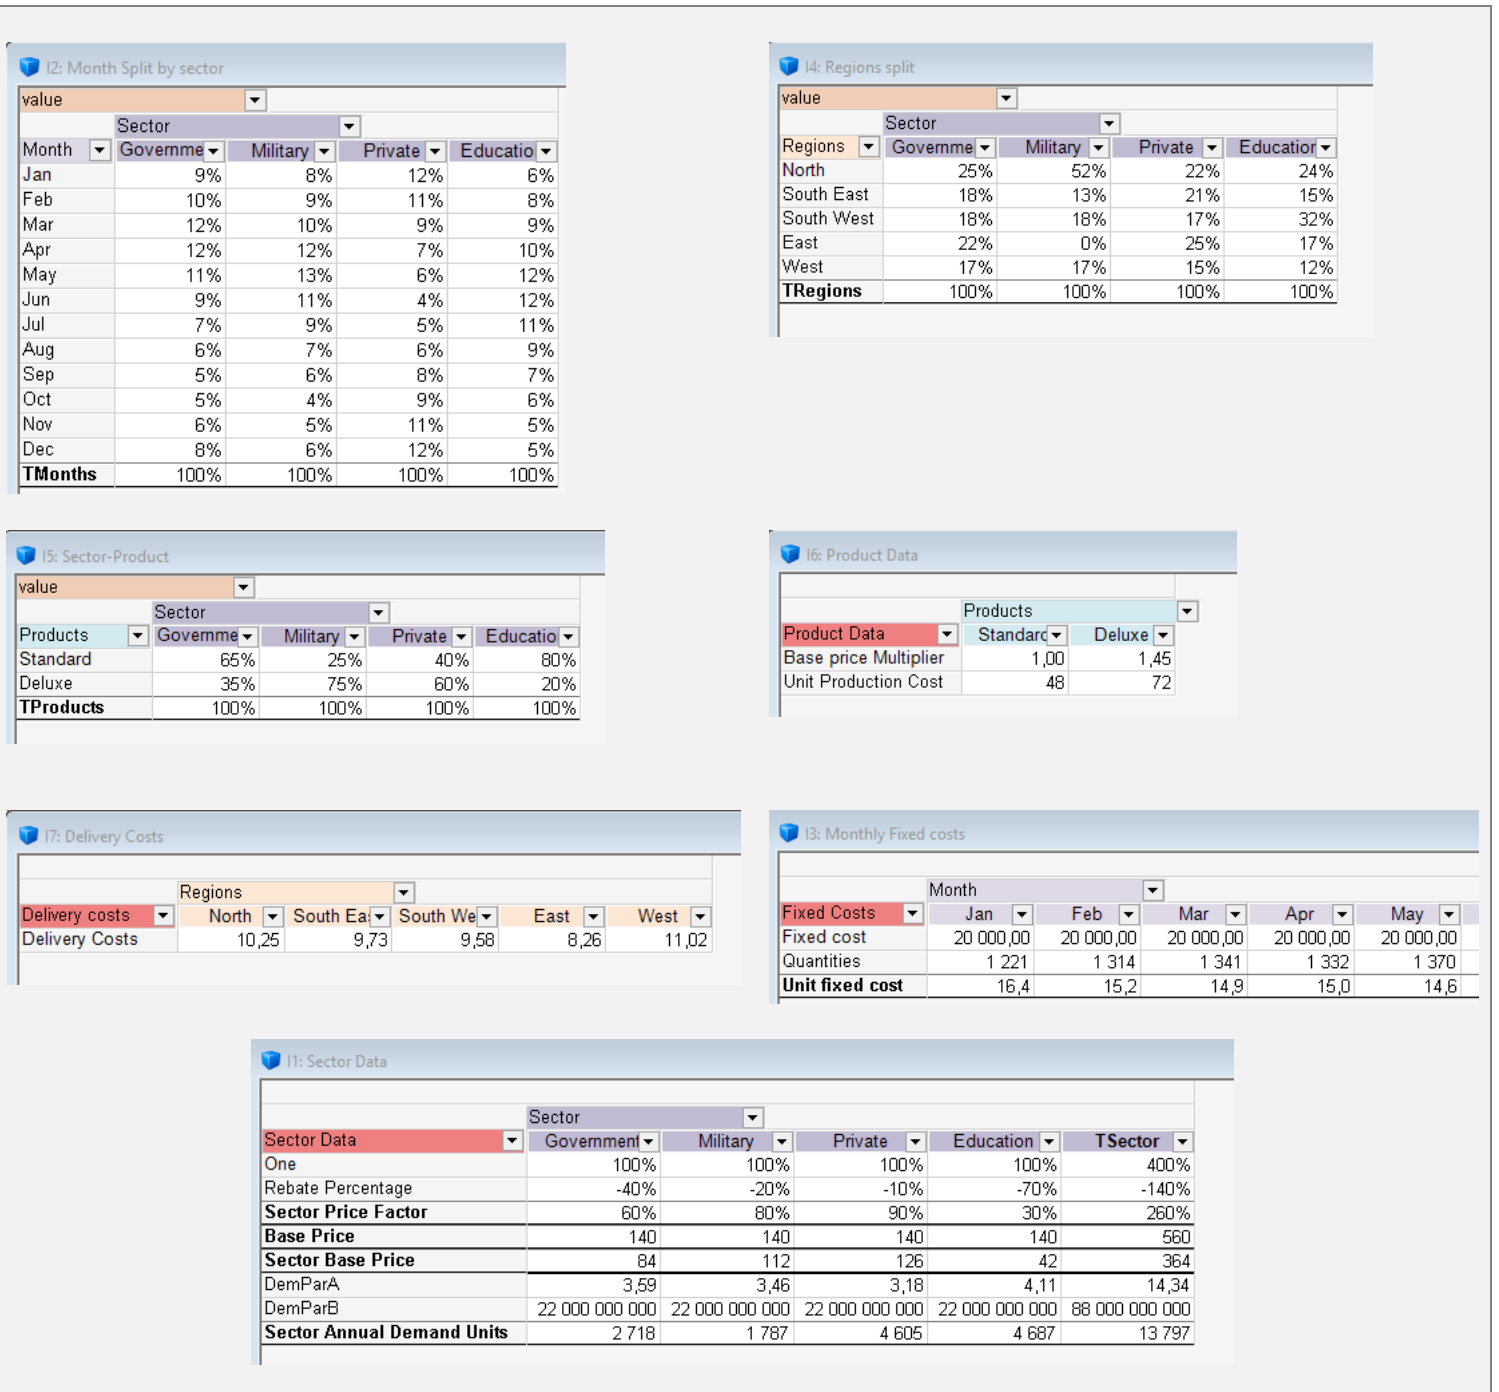 I2: Month Split by sector
value
Sector
Month Governme Military Private Educatio
Jan 9% 8% 12% 6%
Feb 10% 9% 11% 8%
Mar 12% 10% 9% 9%
Apr 12% 12% 7% 10%
May 11% 13% 6% 12%
Jun 9% 11% 4% 12%
Jul 7% 9% 5% 11%
Aug 6% 7% 6% 9%
Sep 5% 6% 8% 7%
Oct 5% 4% 9% 6%
Nov 6% 5% 11% 5%
Dec 8% 6% 12% 5%
TMonths 100% 100% 100% 100%
I4: Regions split
value
Sector
Regions Governme Military Private Education
North 25% 52% 22% 24%
South East 18% 13% 21% 15%
South West 18% 18% 17% 32%
East 22% 0% 25% 17%
West 17% 17% 15% 12%
TRegions 100% 100% 100% 100%
I5: Sector-Product
value
Sector
Products Governme Military Private Educatio
Standard 65% 25% 40% 80%
Deluxe 35% 75% 60% 20%
TProducts 100% 100% 100% 100%
I6: Product Data
Products
Product Data Standard Deluxe
Base price Multiplier 1,00 1,45
Unit Production Cost 48 72
I7: Delivery Costs
Regions
Delivery costs North South Eas South We East West
Delivery Costs 10,25 9,73 9,58 8,26 11,02
I3: Monthly Fixed costs
Month
Fixed Costs Jan Feb Mar Apr May
Fixed cost 20 000,00 20 000,00 20 000,00 20 000,00 20 000,00
Quantities 1 221 1 314 1 341 1 332 1 370
Unit fixed cost 16,4 15,2 14,9 15,0 14,6
I1: Sector Data
Sector
Sector Data Government Military Private Education TSector
One 100% 100% 100% 100% 400%
Rebate Percentage -40% -20% -10% -70% -140%
Sector Price Factor 60% 80% 90% 30% 260%
Base Price 140 140 140 140 560
Sector Base Price 84 112 126 42 364
DemParA 3,59 3,46 3,18 4,11 14,34
DemParB 22 000 000 000 22 000 000 000 22 000 000 000 22 000 000 000 88 000 000 000
Sector Annual Demand Units 2 718 1 787 4 605 4 687 13 797